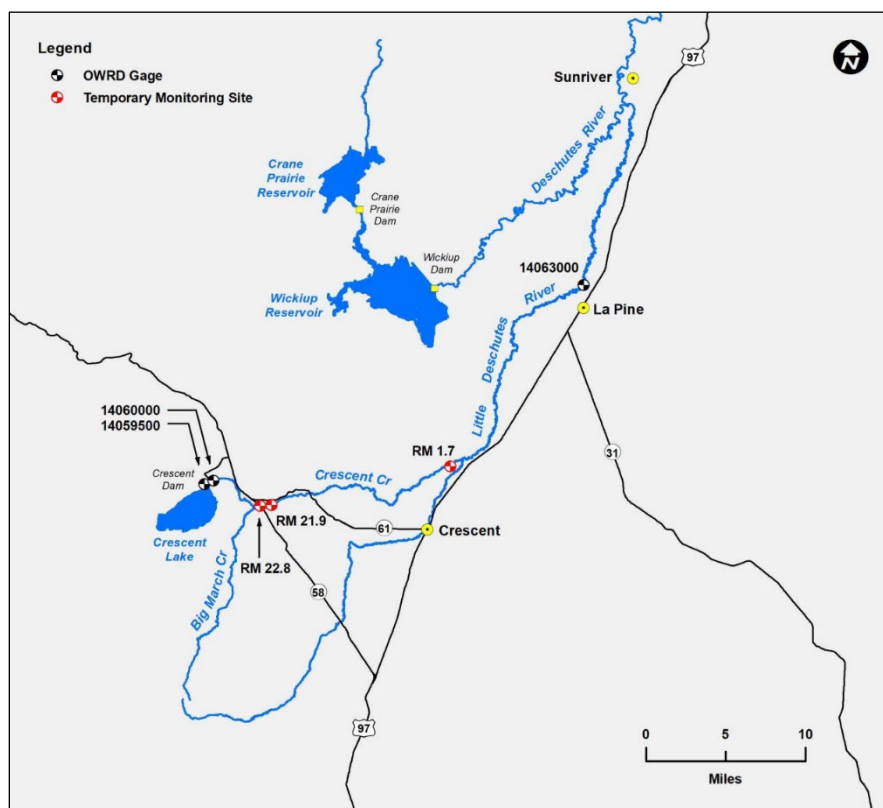 Legend
OWRD Gage
Temporary Monitoring Site
N
97
Sunriver
Deschutes River
Crane
Prairie
Reservoir
Crane
Prairie
Dam
Wickiup
Dam
Wickiup
Reservoir
14063000
La Pine
Little Deschutes River
31
14060000
14059500
Crescent
Dam
Crescent
Lake
RM 1.7
Crescent Cr
RM 21.9
RM 22.8
61
Crescent
Big March Cr
58
97
0 5 10
Miles